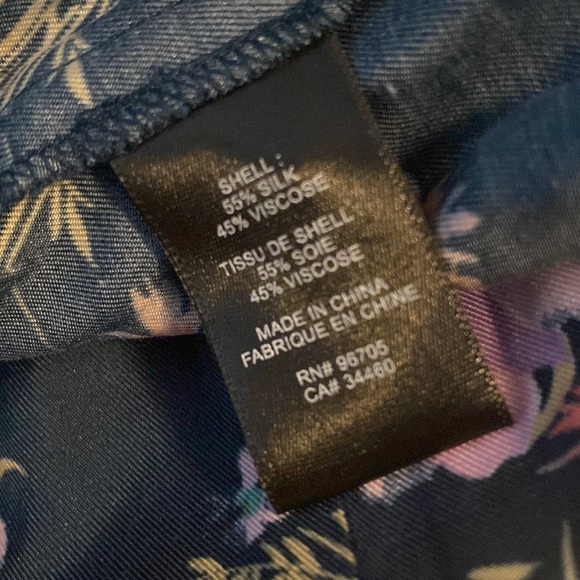 SHELL :
55% SILK
45% VISCOSE
TISSU DE SHELL
55% SOIE
45% VISCOSE
MADE IN CHINA
FABRIQUE EN CHINE
RN# 96705
CA# 34460